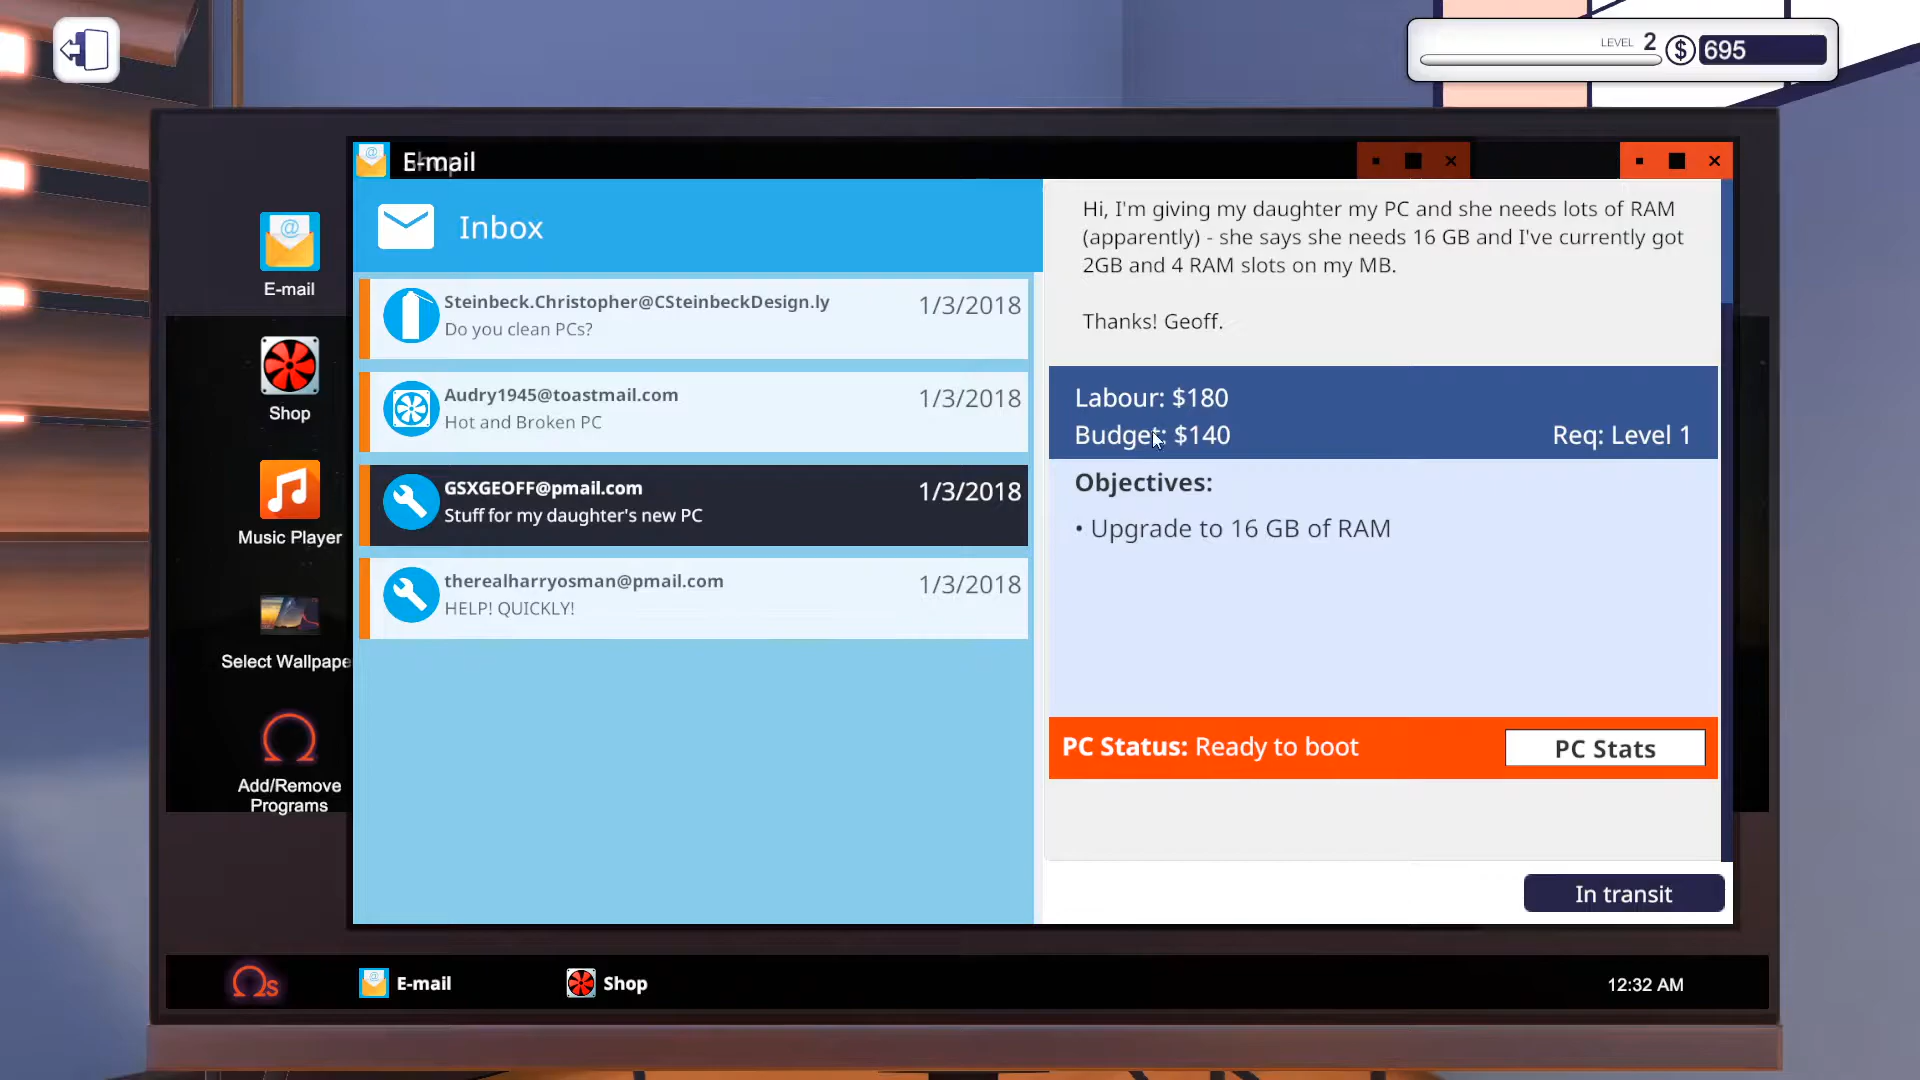 LEVEL 2 $ 695
E-mail
Inbox
Steinbeck.Christopher@CSteinbeckDesign.ly 1/3/2018
Do you clean PCs?
Audry1945@toastmail.com 1/3/2018
Hot and Broken PC
GSXGEOFF@pmail.com 1/3/2018
Stuff for my daughter's new PC
therealharryosman@pmail.com 1/3/2018
HELP! QUICKLY!
Hi, I'm giving my daughter my PC and she needs lots of RAM
(apparently) - she says she needs 16 GB and I've currently got
2GB and 4 RAM slots on my MB.
Thanks! Geoff.
Labour: $180
Budget: $140 Req: Level 1
Objectives:
• Upgrade to 16 GB of RAM
PC Status: Ready to boot PC Stats
In transit
E-mail
Shop
Music Player
Select Wallpape
Add/Remove
Programs
Ωs E-mail Shop 12:32 AM